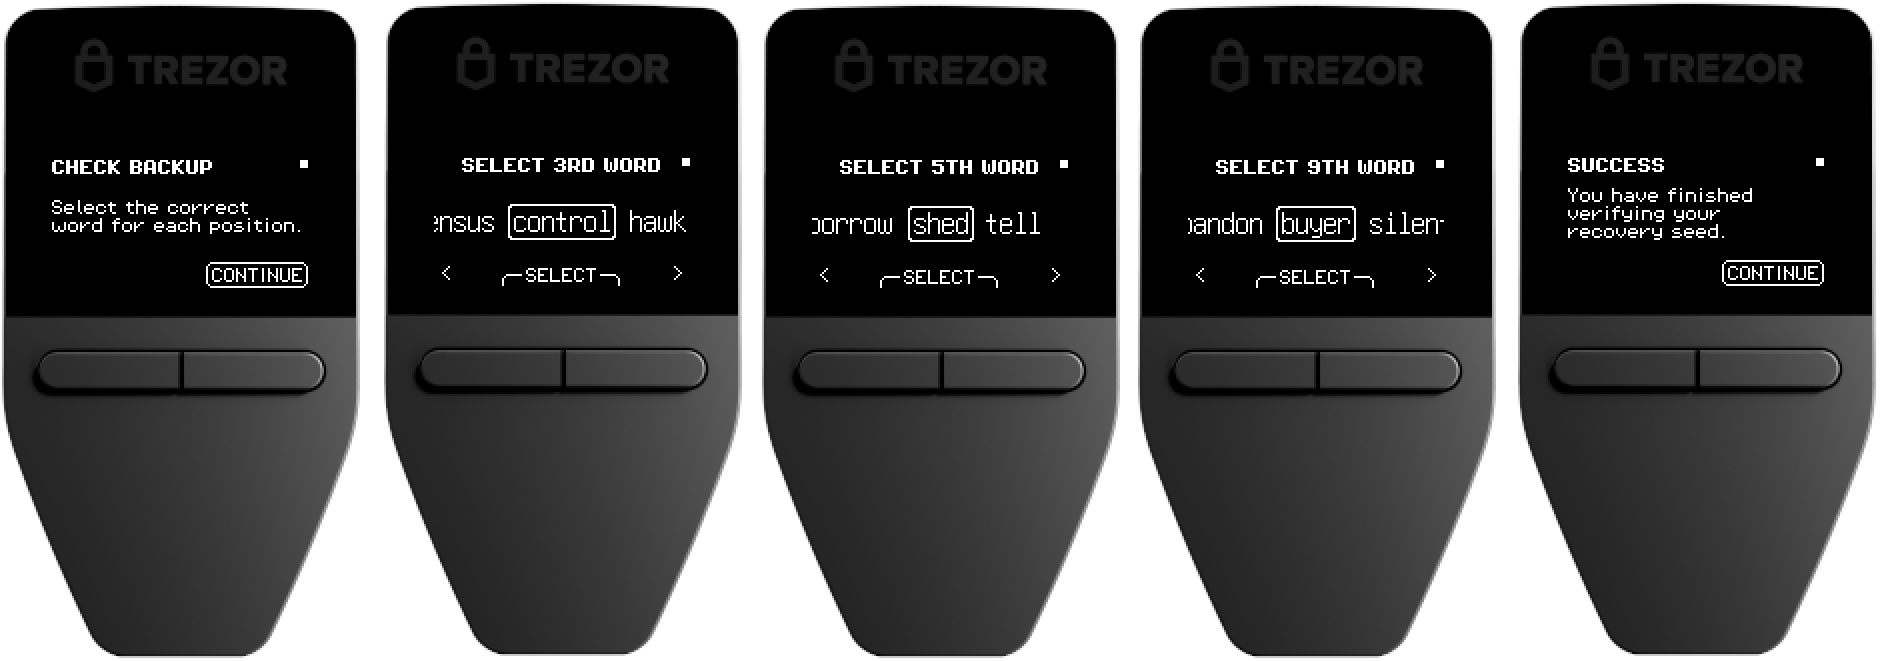 TREZOR
CHECK BACKUP
Select the correct
word for each position.
CONTINUE
TREZOR
SELECT 3RD WORD
control hawk
< SELECT >
TREZOR
SELECT 5TH WORD
shed tell
< SELECT >
TREZOR
SELECT 9TH WORD
buyer
< SELECT >
TREZOR
SUCCESS
You have finished
verifying your
recovery seed.
CONTINUE